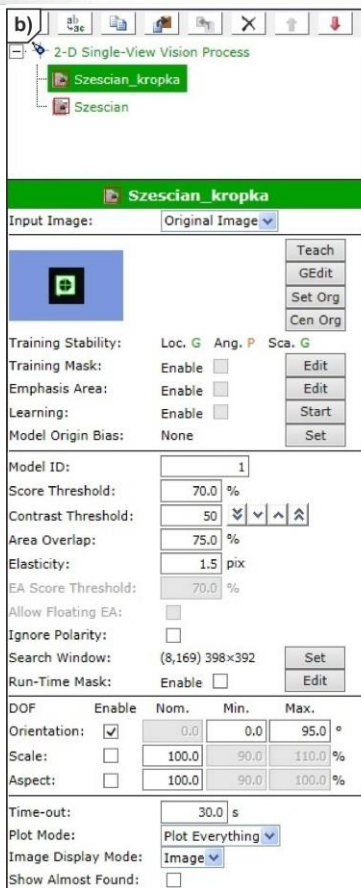 b)
ab
cac
2-D Single-View Vision Process
Szescian_kropka
Szescian
Szescian_kropka
Input Image: Original Image
Teach
GEdit
Set Org
Cen Org
Training Stability: Loc. G Ang. P Sca. G
Training Mask: Enable Edit
Emphasis Area: Enable Edit
Learning: Enable Start
Model Origin Bias: None Set
Model ID: 1
Score Threshold: 70.0 %
Contrast Threshold: 50
Area Overlap: 75.0 %
Elasticity: 1.5 pix
EA Score Threshold: 70.0 %
Allow Floating EA:
Ignore Polarity:
Search Window: (8,169) 398×392 Set
Run-Time Mask: Enable Edit
DOF Enable Nom. Min. Max.
Orientation: 0.0 0.0 95.0 °
Scale: 100.0 90.0 110.0 %
Aspect: 100.0 90.0 100.0 %
Time-out: 30.0 s
Plot Mode: Plot Everything
Image Display Mode: Image
Show Almost Found: